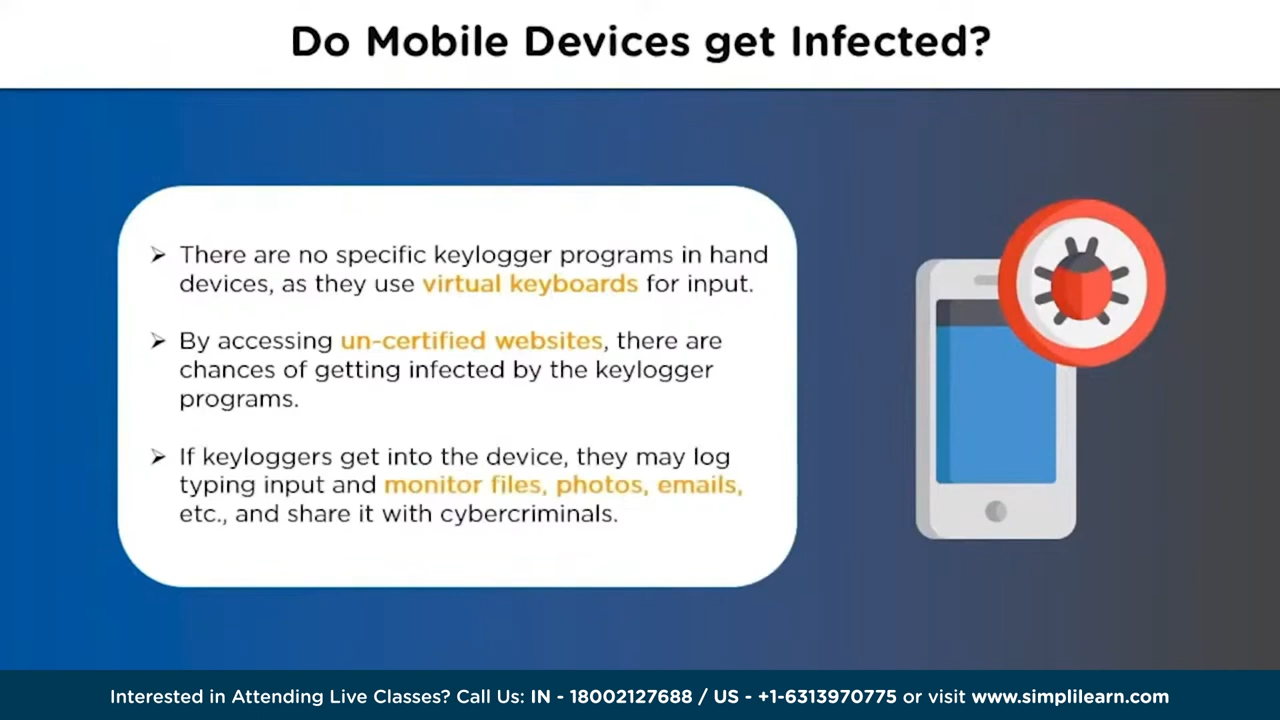 Do Mobile Devices get Infected?
➢ There are no specific keylogger programs in hand
devices, as they use virtual keyboards for input.
➢ By accessing un-certified websites, there are
chances of getting infected by the keylogger
programs.
➢ If keyloggers get into the device, they may log
typing input and monitor files, photos, emails,
etc., and share it with cybercriminals.
Interested in Attending Live Classes? Call Us: IN - 18002127688 / US - +1-6313970775 or visit www.simplilearn.com